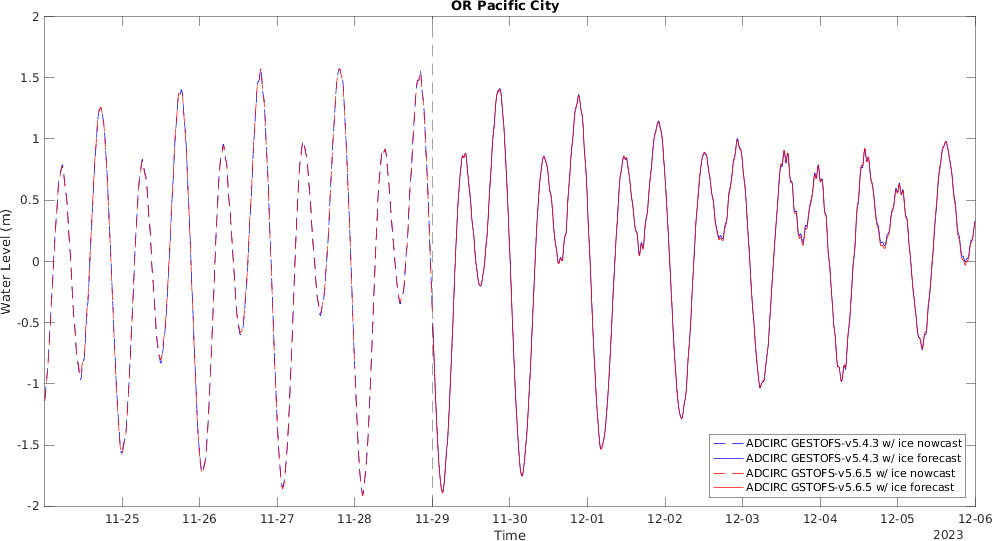 OR Pacific City
2
1.5
1
0.5
0
-0.5
-1
-1.5
-2
Water Level (m)
ADCIRC GESTOFS-v5.4.3 w/ ice nowcast
ADCIRC GESTOFS-v5.4.3 w/ ice forecast
ADCIRC GSTOFS-v5.6.5 w/ ice nowcast
ADCIRC GSTOFS-v5.6.5 w/ ice forecast
11-25 11-26 11-27 11-28 11-29 11-30 12-01 12-02 12-03 12-04 12-05 12-06
Time
2023